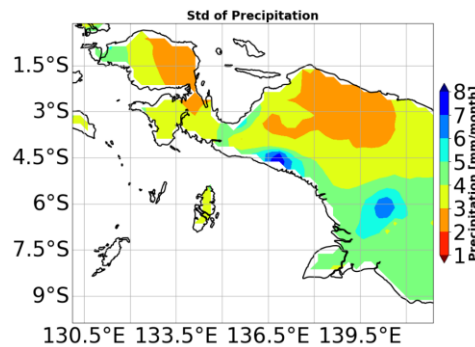 Std of Precipitation
1.5°S
3°S
4.5°S
6°S
7.5°S
9°S
130.5°E 133.5°E 136.5°E 139.5°E
8
7
6
5
4
3
2
1
Precipitation (mm/month)